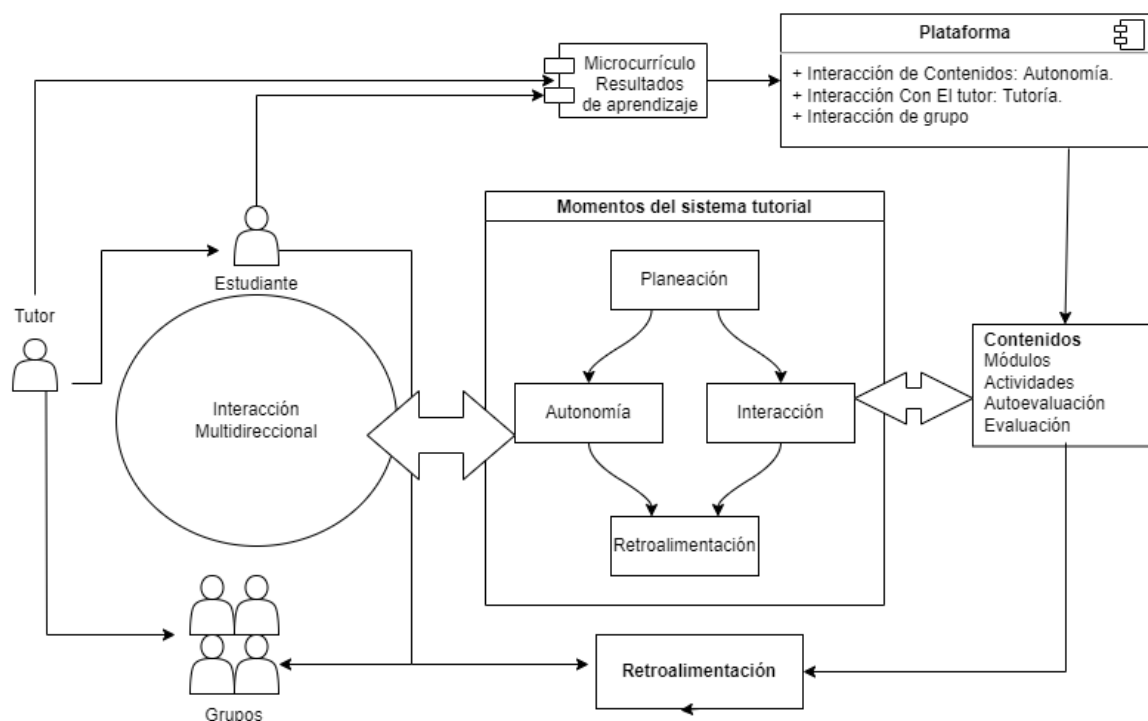 Plataforma
+ Interacción de Contenidos: Autonomía.
+ Interacción Con El tutor: Tutoría.
+ Interacción de grupo
Microcurrículo
Resultados
de aprendizaje
Momentos del sistema tutorial
Planeación
Autonomía
Interacción
Retroalimentación
Estudiante
Tutor
Interacción
Multidireccional
Contenidos
Módulos
Actividades
Autoevaluación
Evaluación
Retroalimentación
Grupos